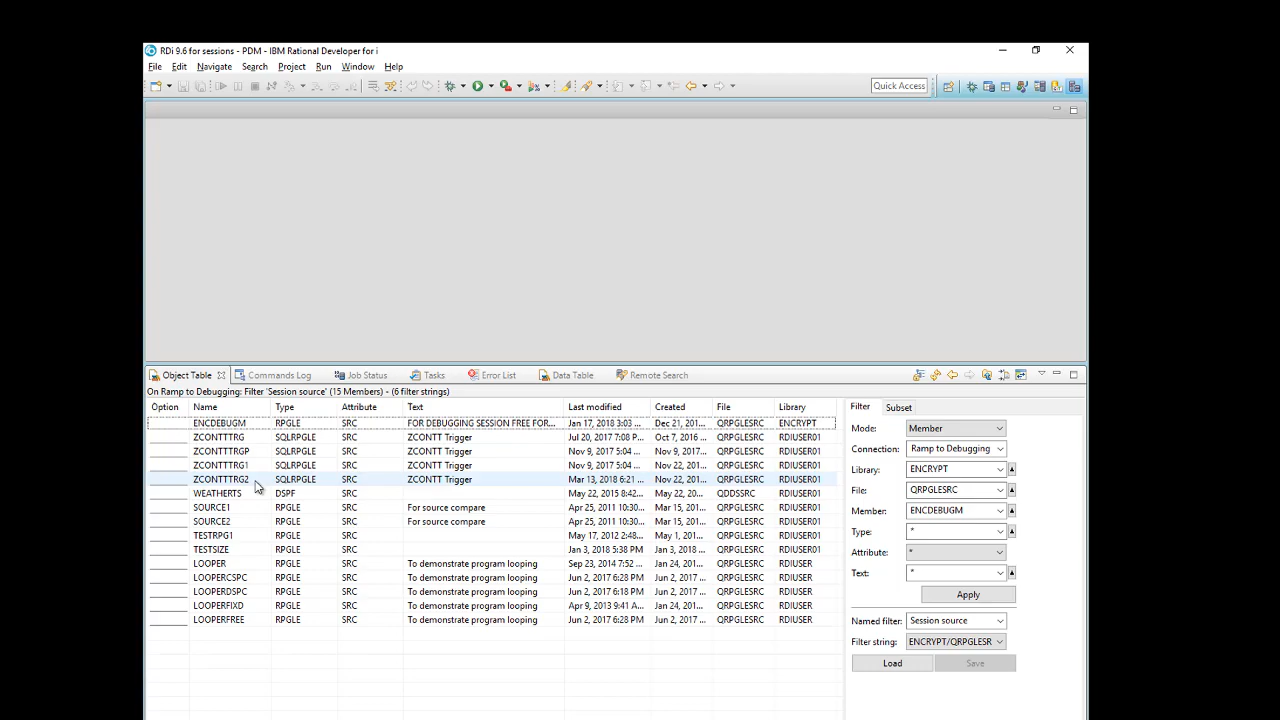 RDi 9.6 for sessions - PDM - IBM Rational Developer for i
File Edit Navigate Search Project Run Window Help
Quick Access
Object Table Commands Log Job Status Tasks Error List Data Table Remote Search
On Ramp to Debugging: Filter 'Session source' (15 Members) - (6 filter strings)
Option Name Type Attribute Text Last modified Created File Library
ENCDEBUGM RPGLE SRC FOR DEBUGGING SESSION FREE FOR... Jan 17, 2018 3:03 ... Dec 21, 201... QRPGLESRC ENCRYPT
ZCONTTTRG SQLRPGLE SRC ZCONTT Trigger Jul 20, 2017 7:08 P... Oct 7, 2016 ... QRPGLESRC RDIUSER01
ZCONTTTRGP SQLRPGLE SRC ZCONTT Trigger Nov 9, 2017 5:04 ... Nov 9, 2017... QRPGLESRC RDIUSER01
ZCONTTTRG1 SQLRPGLE SRC ZCONTT Trigger Nov 9, 2017 5:04 ... Nov 22, 201... QRPGLESRC RDIUSER01
ZCONTTTRG2 SQLRPGLE SRC ZCONTT Trigger Mar 13, 2018 6:21 ... Nov 22, 201... QRPGLESRC RDIUSER01
WEATHERTS DSPF SRC May 22, 2015 8:42... May 22, 20... QDDSSRC RDIUSER01
SOURCE1 RPGLE SRC For source compare Apr 25, 2011 10:30... Mar 15, 201... QRPGLESRC RDIUSER01
SOURCE2 RPGLE SRC For source compare Apr 25, 2011 10:30... Mar 15, 201... QRPGLESRC RDIUSER01
TESTRPG1 RPGLE SRC May 17, 2012 2:48... May 1, 201... QRPGLESRC RDIUSER01
TESTSIZE RPGLE SRC Jan 3, 2018 5:38 PM Jan 3, 2018 ... QRPGLESRC RDIUSER01
LOOPER RPGLE SRC To demonstrate program looping Sep 23, 2014 7:52 ... Jan 24, 201... QRPGLESRC RDIUSER
LOOPERCSPC RPGLE SRC To demonstrate program looping Jun 2, 2017 6:28 PM Jun 2, 2017 ... QRPGLESRC RDIUSER
LOOPERDSPC RPGLE SRC To demonstrate program looping Jun 2, 2017 6:18 PM Jun 2, 2017 ... QRPGLESRC RDIUSER
LOOPERFIXD RPGLE SRC To demonstrate program looping Apr 9, 2013 9:41 A... Jan 24, 201... QRPGLESRC RDIUSER
LOOPERFREE RPGLE SRC To demonstrate program looping Jun 2, 2017 6:28 PM Jun 2, 2017 ... QRPGLESRC RDIUSER
Filter Subset
Mode: Member
Connection: Ramp to Debugging
Library: ENCRYPT
File: QRPGLESRC
Member: ENCDEBUGM
Type: *
Attribute: *
Text: *
Apply
Named filter: Session source
Filter string: ENCRYPT/QRPGLESR
Load Save